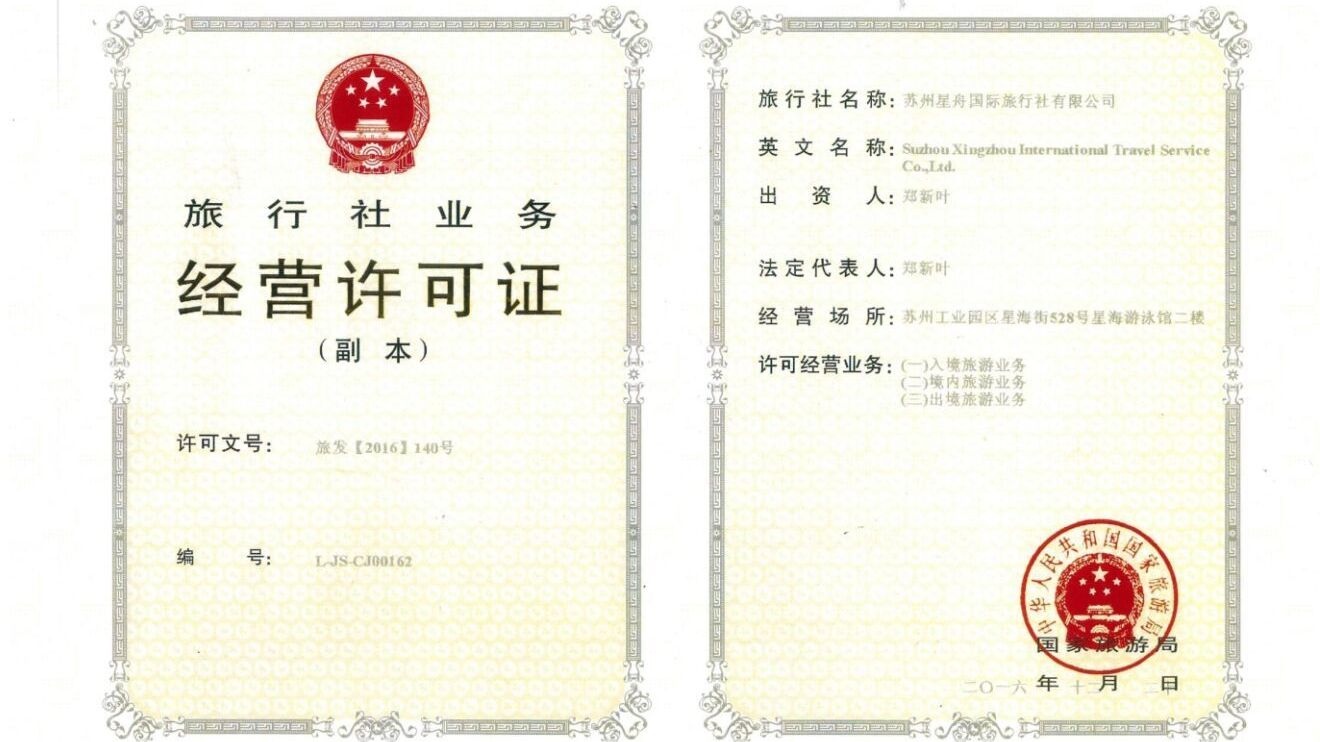 旅行社业务
经营许可证
（副本）
许可文号： 旅发【2016】140号
编号： L-JS-CJ00162
旅行社名称： 苏州星舟国际旅行社有限公司
英文名称： Suzhou Xingzhou International Travel Service
Co.,Ltd.
出资人： 郑新叶
法定代表人： 郑新叶
经营场所： 苏州工业园区星海街528号星海游泳馆二楼
许可经营业务： (一)入境旅游业务
(二)境内旅游业务
(三)出境旅游业务
中华人民共和国国家旅游局
国家旅游局
二〇一六年十二月日